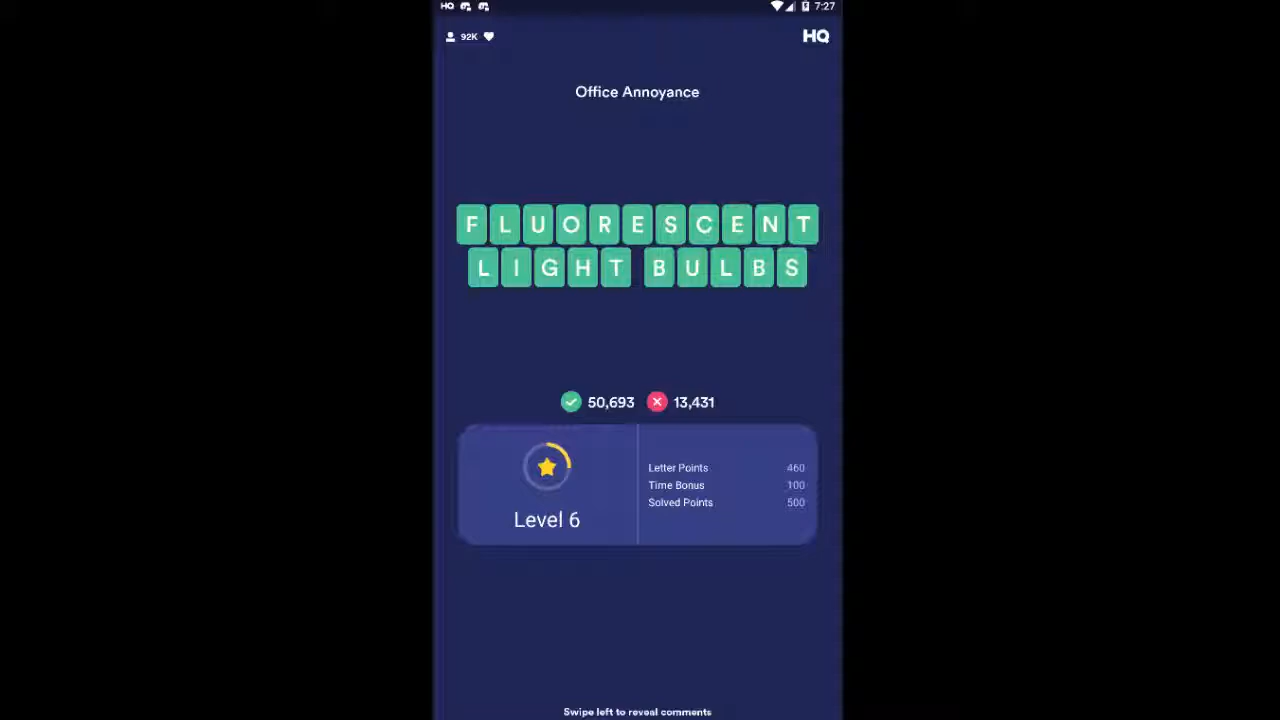 HQ 7:27
92K HQ
Office Annoyance
FLUORESCENT
LIGHT BULBS
50,693 13,431
Letter Points 460
Time Bonus 100
Solved Points 500
Level 6
Swipe left to reveal comments